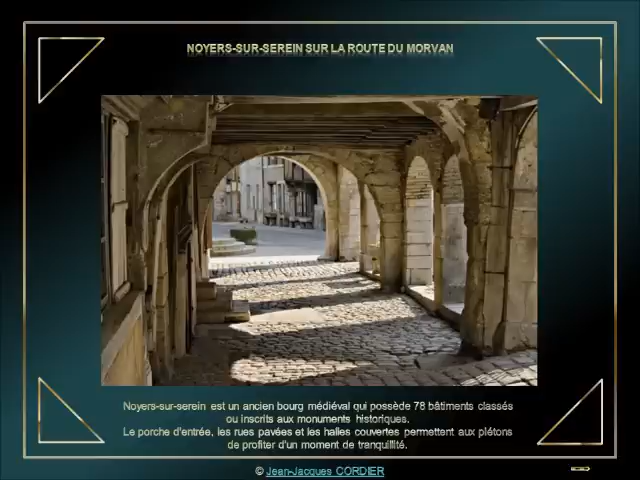 NOYERS-SUR-SEREIN SUR LA ROUTE DU MORVAN
Noyers-sur-serein est un ancien bourg médiéval qui possède 78 bâtiments classés
ou inscrits aux monuments historiques.
Le porche d'entrée, les rues pavées et les halles couvertes permettent aux piétons
de profiter d'un moment de tranquillité.
© Jean-Jacques CORDIER